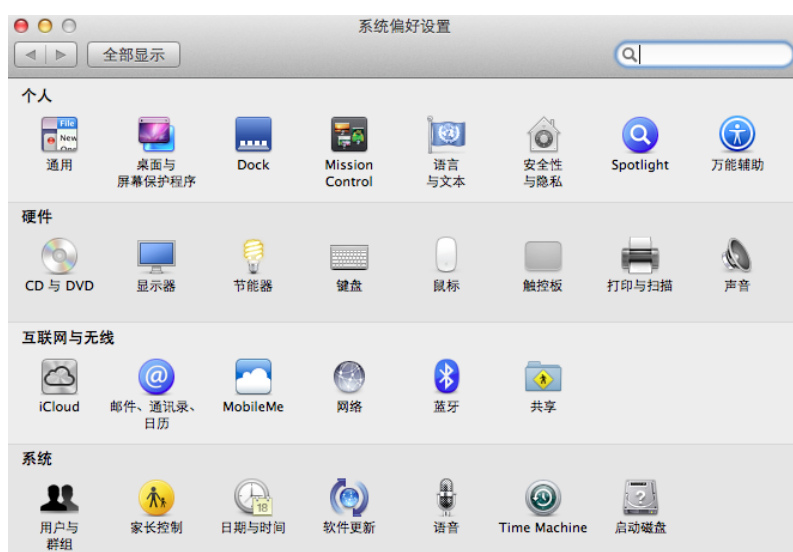 系统偏好设置
全部显示
个人
File
New
通用
桌面与
屏幕保护程序
Dock
Mission
Control
语言
与文本
安全性
与隐私
Spotlight
万能辅助
硬件
CD 与 DVD
显示器
节能器
键盘
鼠标
触控板
打印与扫描
声音
互联网与无线
iCloud
@
邮件、通讯录、
日历
MobileMe
网络
蓝牙
共享
系统
用户与
群组
家长控制
18
日期与时间
软件更新
语音
Time Machine
?
启动磁盘